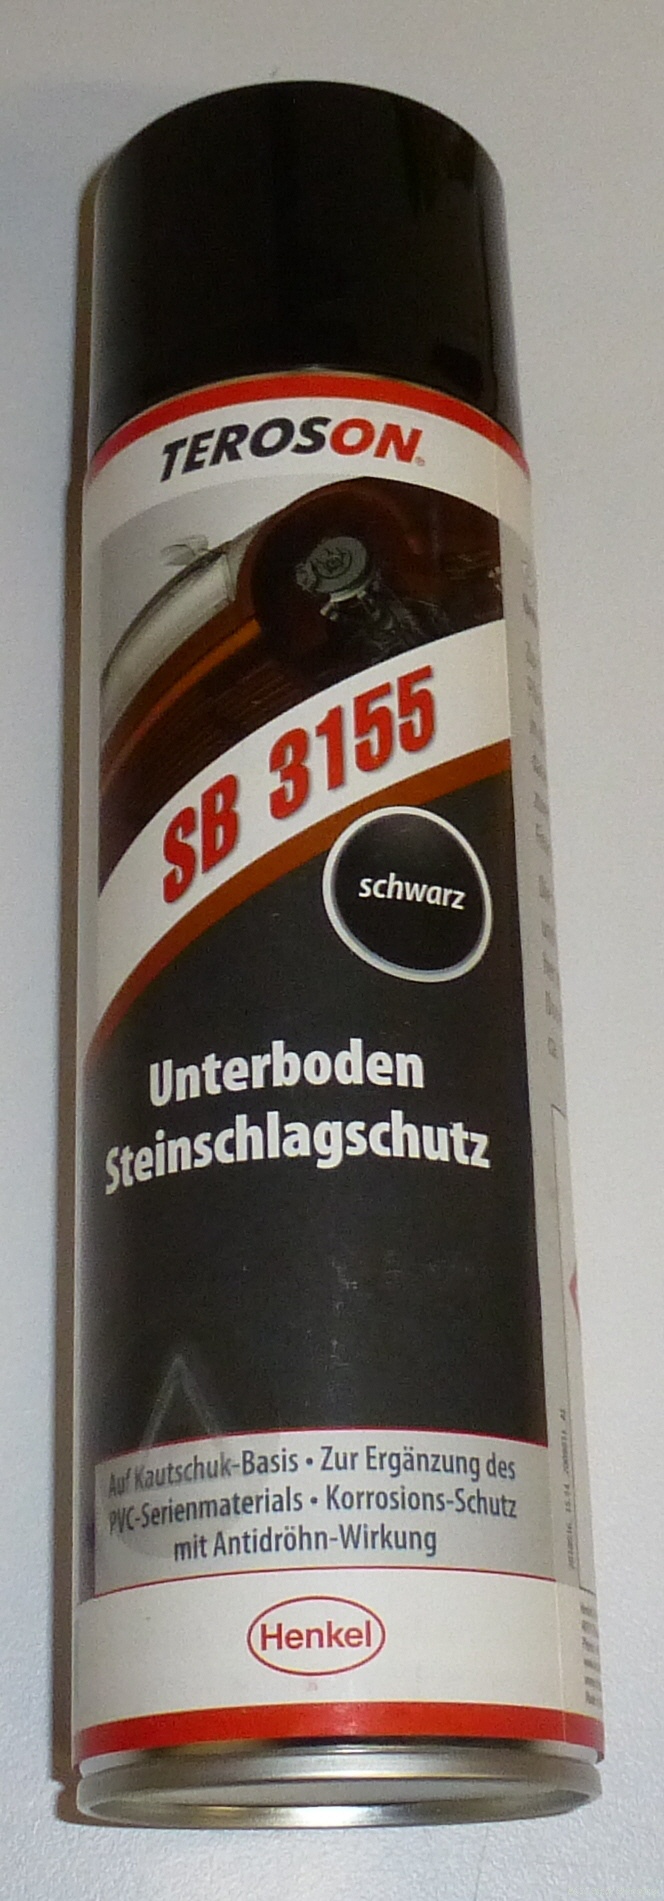 TEROSON®
SB 3155
schwarz
Unterboden
Steinschlagschutz
Auf Kautschuk-Basis • Zur Ergänzung des
PVC-Serienmaterials • Korrosions-Schutz
mit Antidröhn-Wirkung
Henkel